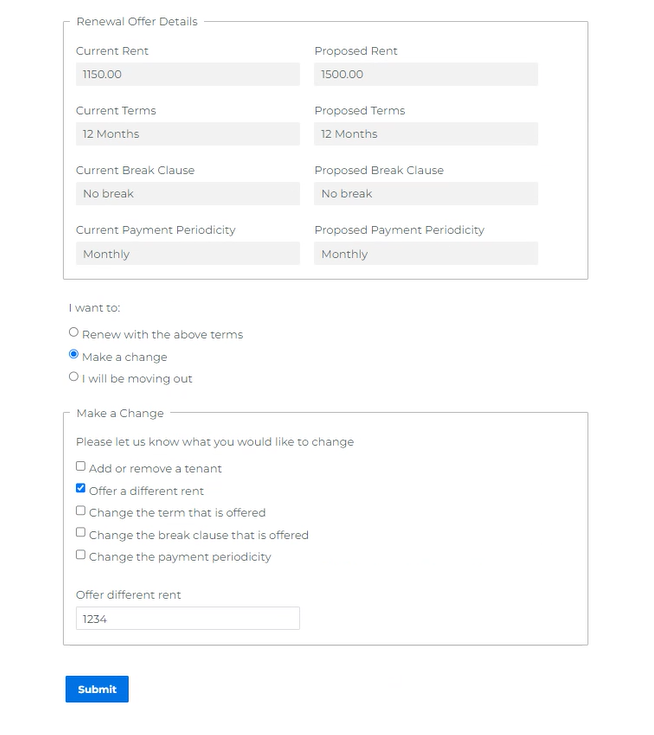 Renewal Offer Details
Current Rent Proposed Rent
1150.00 1500.00
Current Terms Proposed Terms
12 Months 12 Months
Current Break Clause Proposed Break Clause
No break No break
Current Payment Periodicity Proposed Payment Periodicity
Monthly Monthly
I want to:
Renew with the above terms
Make a change
I will be moving out
Make a Change
Please let us know what you would like to change
Add or remove a tenant
Offer a different rent
Change the term that is offered
Change the break clause that is offered
Change the payment periodicity
Offer different rent
1234
Submit